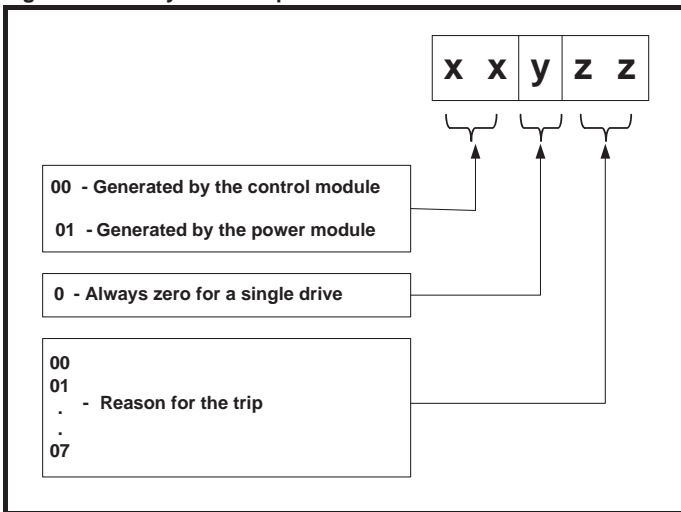 x x y z z
00 - Generated by the control module
01 - Generated by the power module
0 - Always zero for a single drive
00
01
.
- Reason for the trip
.
07